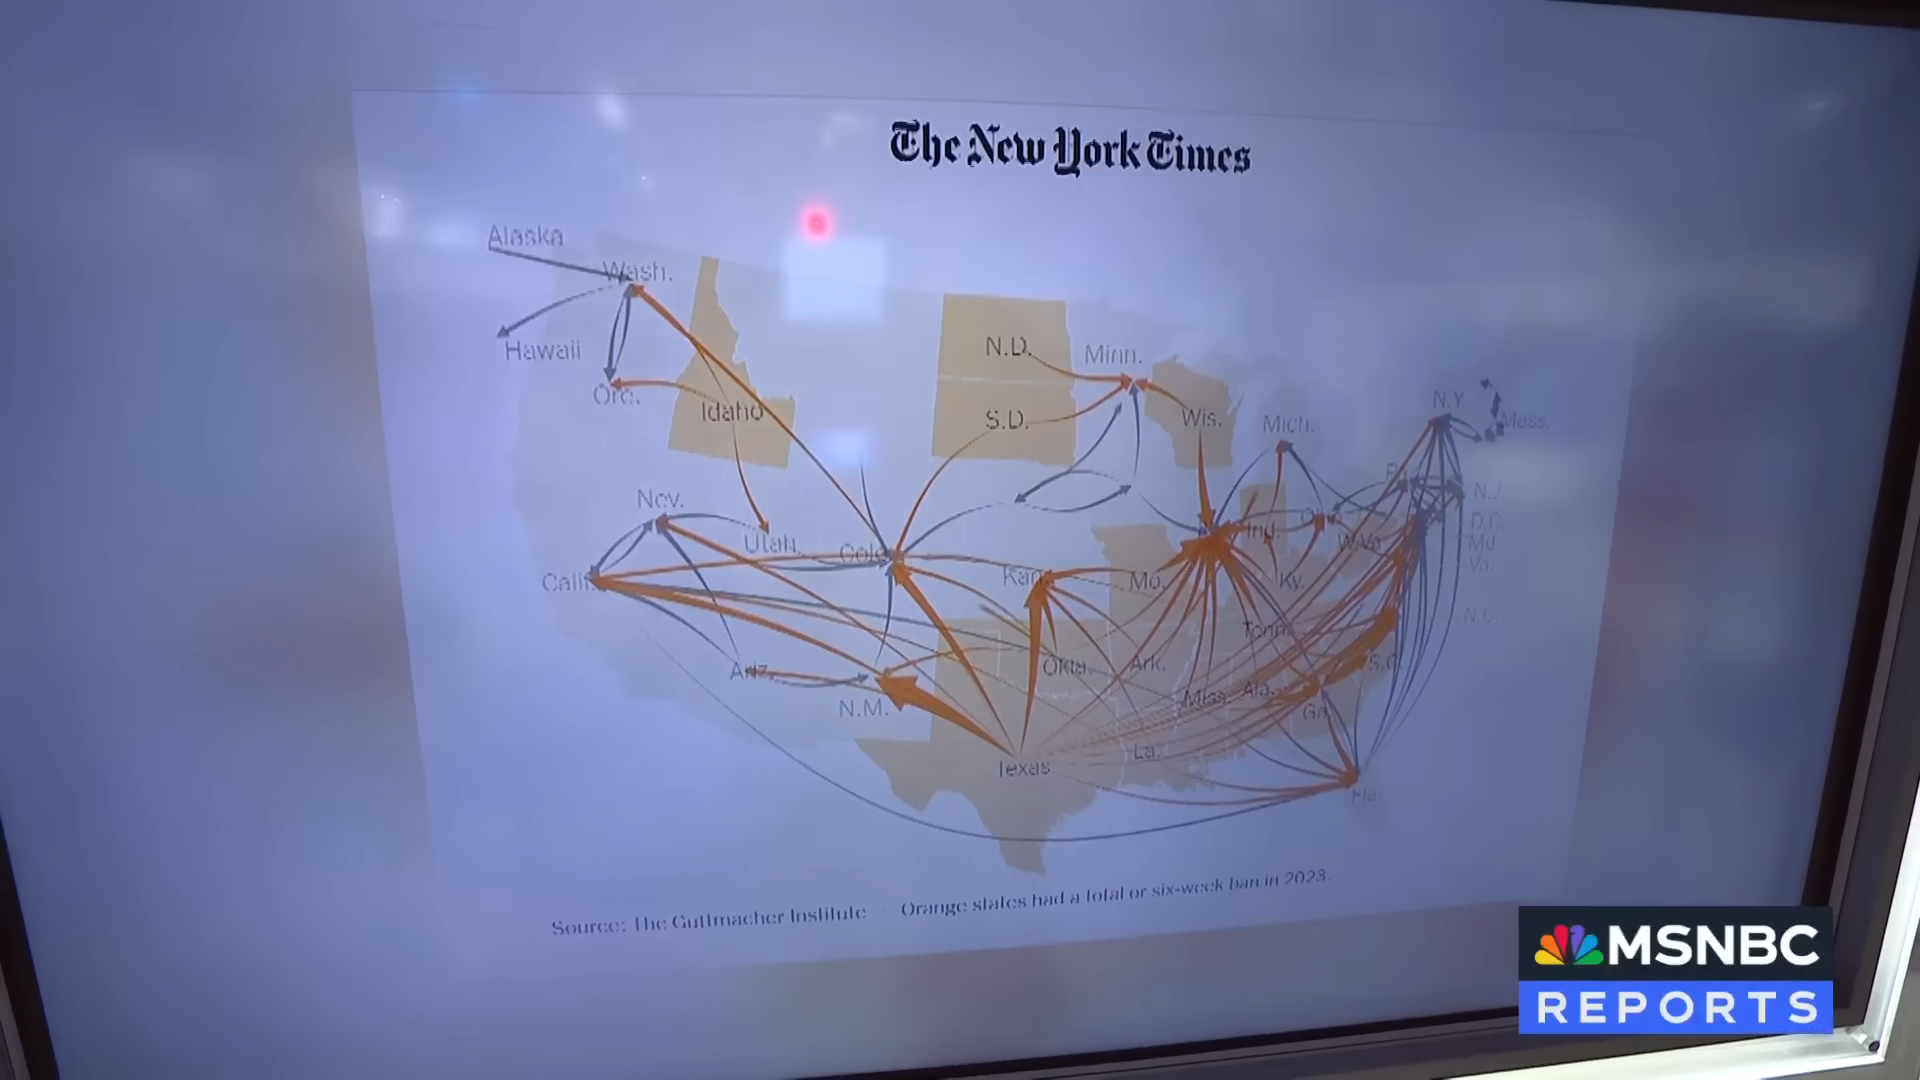 The New York Times
Alaska
Wash.
Hawaii
Ore.
Idaho
N.D.
Minn.
S.D.
Wis.
Mich.
N.Y.
Mass.
Nev.
Utah
Colo.
Calif.
Kan.
Mo.
Ind.
W.Va.
Ky.
N.J.
D.C.
Md.
Va.
N.C.
Tenn.
Ariz.
N.M.
Okla.
Ark.
Miss.
Ala.
S.C.
Ga.
Texas
La.
Fla.
Source: The Guttmacher Institute · Orange states had a total or six-week ban in 2023.
MSNBC
REPORTS